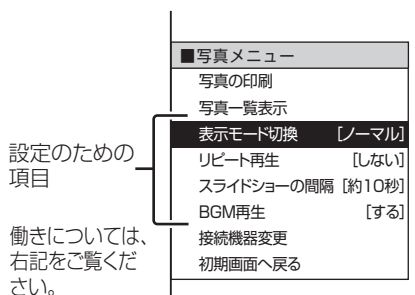 ■写真メニュー
写真の印刷
写真一覧表示
表示モード切換 [ノーマル]
リピート再生 [しない]
スライドショーの間隔 [約10秒]
BGM再生 [する]
接続機器変更
初期画面へ戻る
設定のための
項目
働きについては、
右記をご覧くだ
さい。